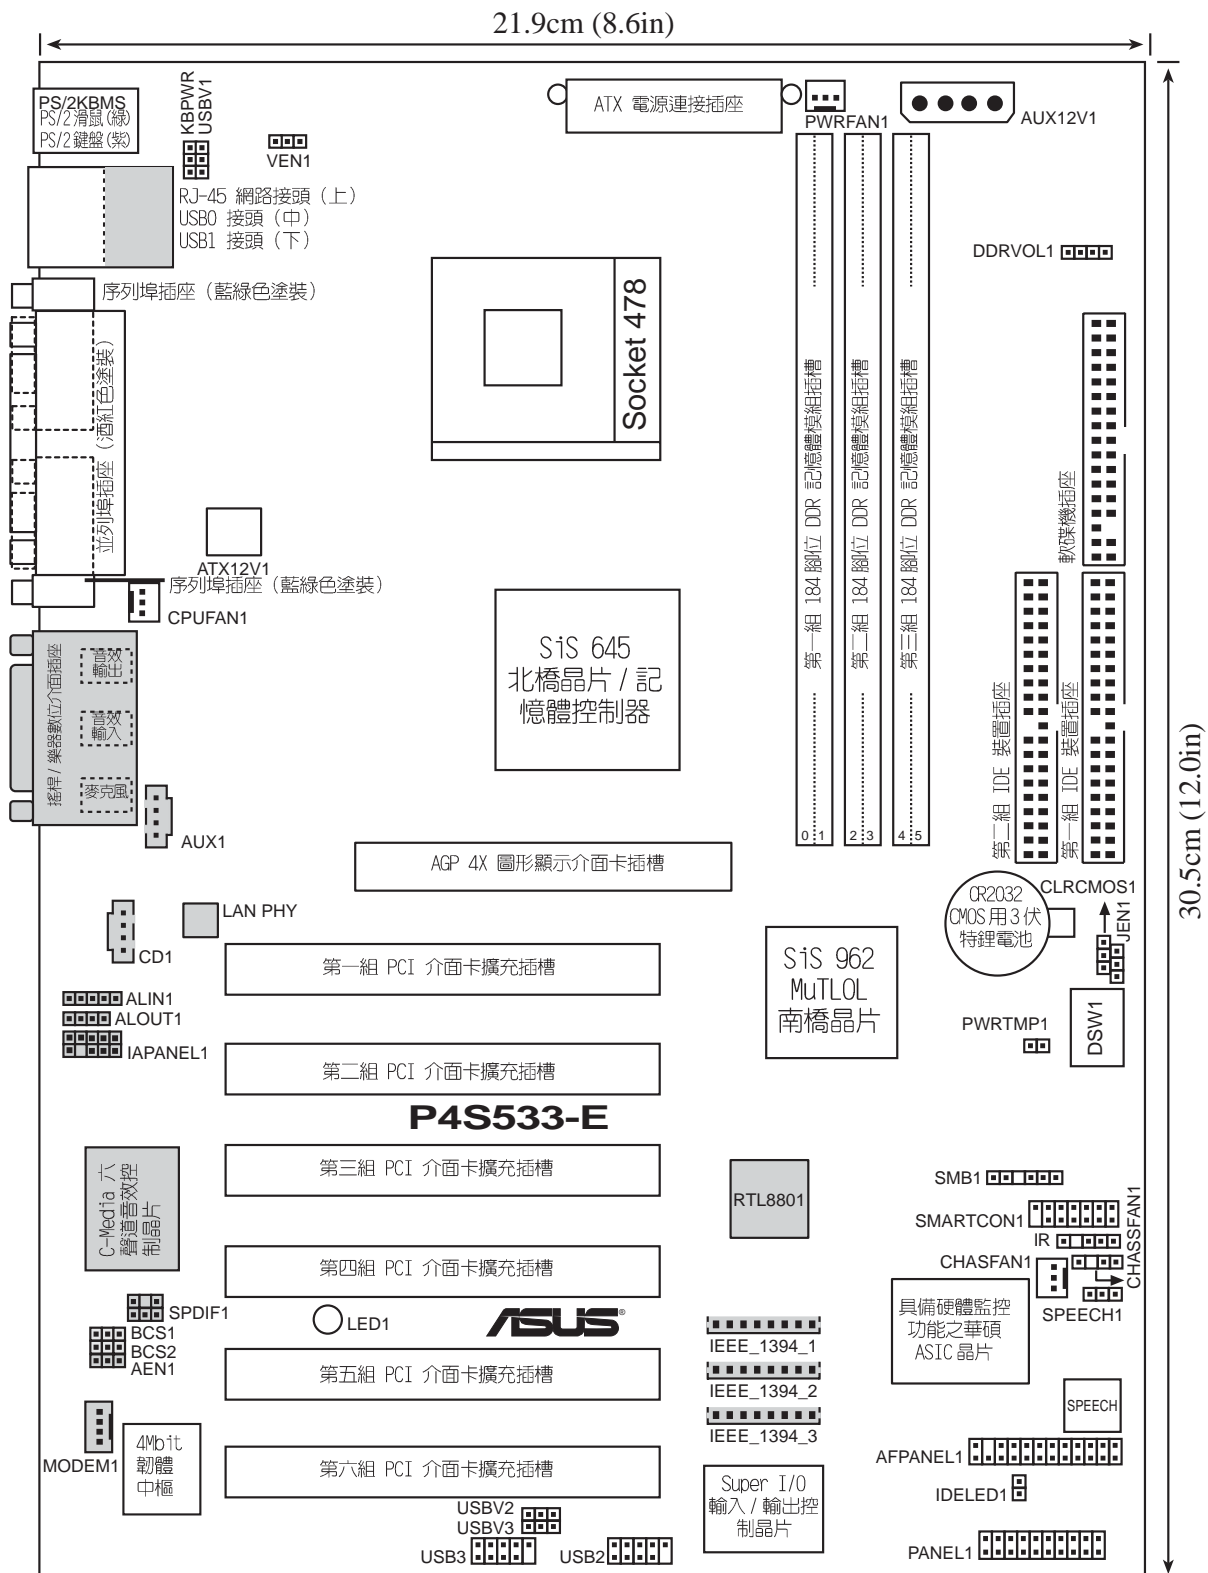 21.9cm (8.6in)
PS/2KBMS
PS/2 滑鼠(綠)
PS/2 鍵盤(紫)
KBPWR
USBV1
VEN1
ATX 電源連接插座
PWRFAN1
AUX12V1
RJ-45 網路接頭（上）
USB0 接頭（中）
USB1 接頭（下）
DDRVOL1
序列埠插座（藍綠色塗裝）
Socket 478
並列埠插座（酒紅色塗裝）
第一組 184 腳位 DDR 記憶體模組插槽
第二組 184 腳位 DDR 記憶體模組插槽
第三組 184 腳位 DDR 記憶體模組插槽
軟碟機插座
ATX12V1
序列埠插座（藍綠色塗裝）
CPUFAN1
SiS 645
北橋晶片 / 記
憶體控制器
搖桿 / 樂器數位介面插座
音效
輸出
音效
輸入
麥克風
第二組 IDE 裝置插座
第一組 IDE 裝置插座
30.5cm (12.0in)
0 1
2 3
4 5
AUX1
AGP 4X 圖形顯示介面卡插槽
CR2032
CMOS 用 3 伏
特鋰電池
CLRCMOS1
JEN1
LAN PHY
CD1
第一組 PCI 介面卡擴充插槽
SiS 962
MuTLOL
南橋晶片
ALIN1
ALOUT1
IAPANEL1
PWRTMP1
DSW1
第二組 PCI 介面卡擴充插槽
P4S533-E
第三組 PCI 介面卡擴充插槽
C-Media 六
聲道音效控
制晶片
RTL8801
SMB1
SMARTCON1
IR
CHASFAN1
CHASSFAN1
SPEECH1
第四組 PCI 介面卡擴充插槽
SPDIF1
BCS1
BCS2
AEN1
LED1
ASUS®
IEEE_1394_1
IEEE_1394_2
IEEE_1394_3
具備硬體監控
功能之華碩
ASIC 晶片
第五組 PCI 介面卡擴充插槽
SPEECH
MODEM1
4Mbit
韌體
中樞
第六組 PCI 介面卡擴充插槽
AFPANEL1
IDELED1
Super I/O
輸入 / 輸出控
制晶片
USBV2
USBV3
USB3
USB2
PANEL1